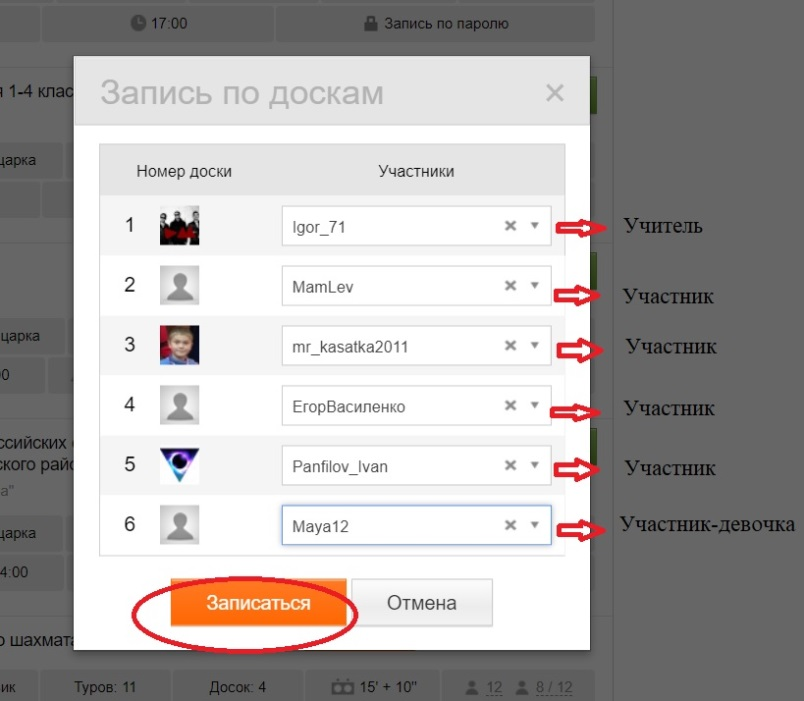 17:00 Запись по паролю
я 1-4 клас
Запись по доскам
царка
Номер доски Участники
1 Igor_71 Учитель
2 MamLev Участник
царка
3 mr_kasatka2011 Участник
4 ЕгорВасиленко Участник
ссийских
ского райо
5 Panfilov_Ivan Участник
а"
6 Maya12 Участник-девочка
царка
4:00
Записаться Отмена
о шахмата
ик Туров: 11 Досок: 4 15' + 10'' 12 8 / 12